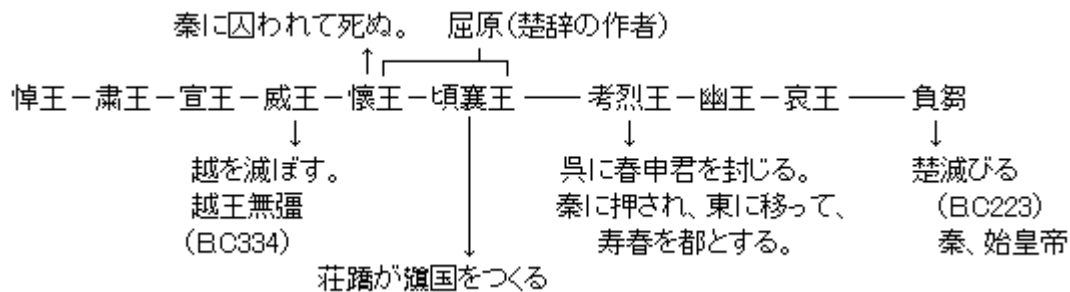 秦に囚われて死ぬ。 屈原(楚辞の作者)
悼王－粛王－宣王－威王－懐王－頃襄王 ―― 考烈王－幽王－哀王 ―― 負芻
越を滅ぼす。 呉に春申君を封じる。 楚滅びる
越王無彊 秦に押され、東に移って、 (B.C223)
(B.C334) 寿春を都とする。 秦、始皇帝
荘蹻が滇国をつくる